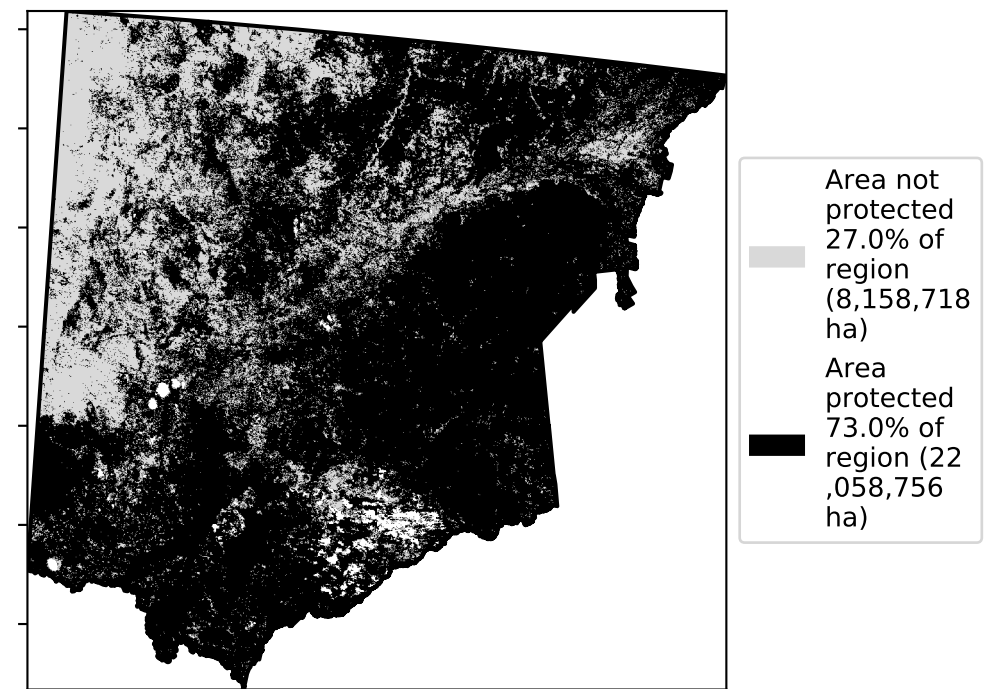 Area not
protected
27.0% of
region
(8,158,718
ha)
Area
protected
73.0% of
region (22
,058,756
ha)